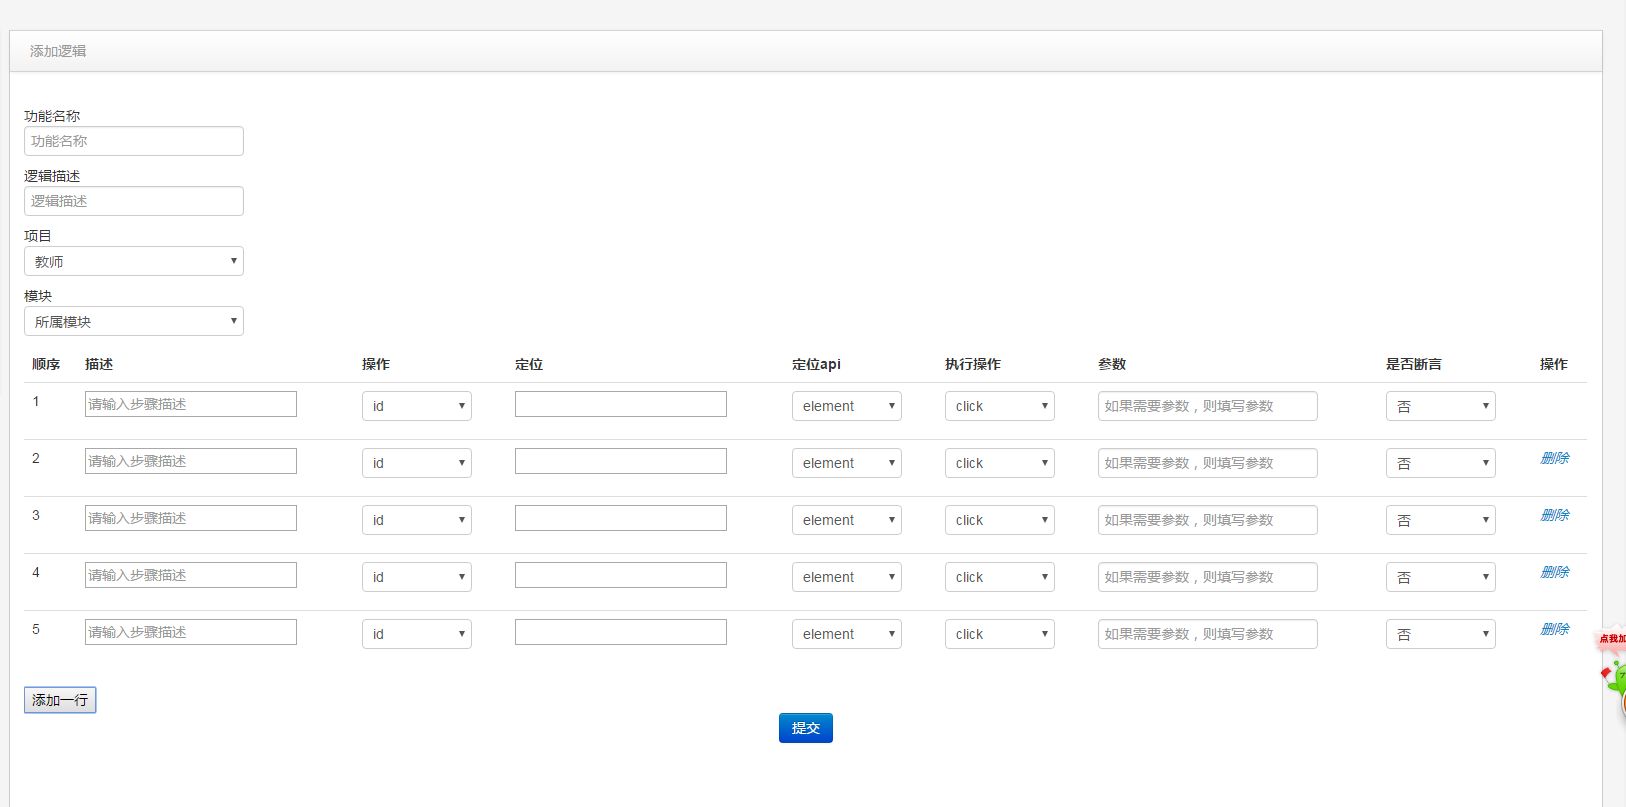 添加逻辑
功能名称
功能名称
逻辑描述
逻辑描述
项目
教师
模块
所属模块
顺序 描述 操作 定位 定位api 执行操作 参数 是否断言 操作
1 请输入步骤描述 id element click 如果需要参数，则填写参数 否
2 请输入步骤描述 id element click 如果需要参数，则填写参数 否 删除
3 请输入步骤描述 id element click 如果需要参数，则填写参数 否 删除
4 请输入步骤描述 id element click 如果需要参数，则填写参数 否 删除
5 请输入步骤描述 id element click 如果需要参数，则填写参数 否 删除
点我加
添加一行
提交